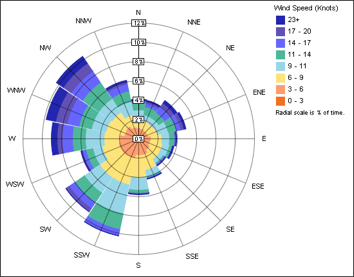 N
NNE
NE
ENE
E
ESE
SE
SSE
S
SSW
SW
WSW
W
WNW
NW
NNW
12%
10%
8%
6%
4%
2%
0%
Wind Speed (Knots)
23+
17 - 20
14 - 17
11 - 14
9 - 11
6 - 9
3 - 6
0 - 3
Radial scale is % of time.